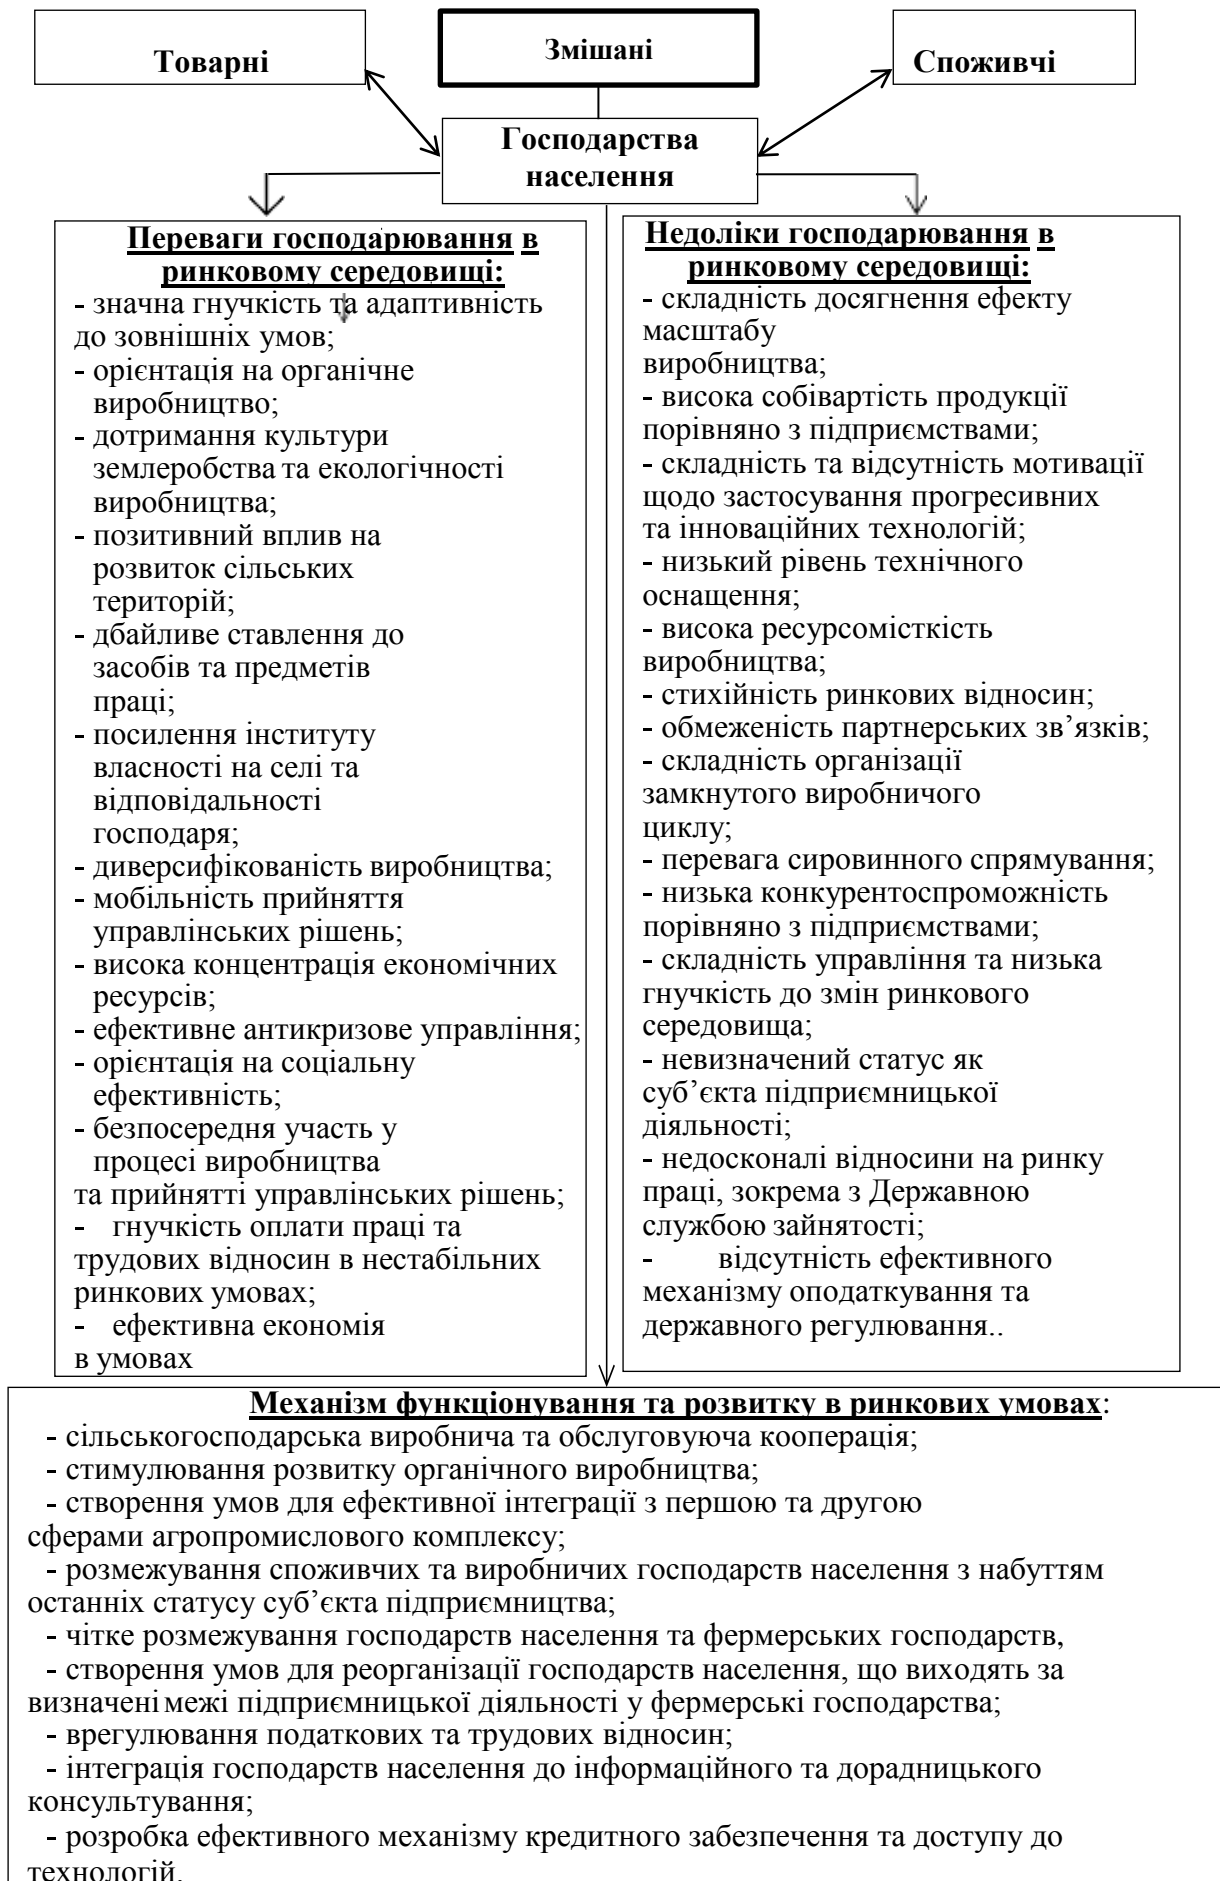 Товарні
Змішані
Споживчі
Господарства
населення
Переваги господарювання в
ринковому середовищі:
- значна гнучкість та адаптивність
до зовнішніх умов;
- орієнтація на органічне
виробництво;
- дотримання культури
землеробства та екологічності
виробництва;
- позитивний вплив на
розвиток сільських
територій;
- дбайливе ставлення до
засобів та предметів
праці;
- посилення інституту
власності на селі та
відповідальності
господаря;
- диверсифікованість виробництва;
- мобільність прийняття
управлінських рішень;
- висока концентрація економічних
ресурсів;
- ефективне антикризове управління;
- орієнтація на соціальну
ефективність;
- безпосередня участь у
процесі виробництва
та прийнятті управлінських рішень;
- гнучкість оплати праці та
трудових відносин в нестабільних
ринкових умовах;
- ефективна економія
в умовах
Недоліки господарювання в
ринковому середовищі:
- складність досягнення ефекту
масштабу
виробництва;
- висока собівартість продукції
порівняно з підприємствами;
- складність та відсутність мотивації
щодо застосування прогресивних
та інноваційних технологій;
- низький рівень технічного
оснащення;
- висока ресурсомісткість
виробництва;
- стихійність ринкових відносин;
- обмеженість партнерських зв’язків;
- складність організації
замкнутого виробничого
циклу;
- перевага сировинного спрямування;
- низька конкурентоспроможність
порівняно з підприємствами;
- складність управління та низька
гнучкість до змін ринкового
середовища;
- невизначений статус як
суб’єкта підприємницької
діяльності;
- недосконалі відносини на ринку
праці, зокрема з Державною
службою зайнятості;
- відсутність ефективного
механізму оподаткування та
державного регулювання..
Механізм функціонування та розвитку в ринкових умовах:
- сільськогосподарська виробнича та обслуговуюча кооперація;
- стимулювання розвитку органічного виробництва;
- створення умов для ефективної інтеграції з першою та другою
сферами агропромислового комплексу;
- розмежування споживчих та виробничих господарств населення з набуттям
останніх статусу суб’єкта підприємництва;
- чітке розмежування господарств населення та фермерських господарств,
- створення умов для реорганізації господарств населення, що виходять за
визначені межі підприємницької діяльності у фермерські господарства;
- врегулювання податкових та трудових відносин;
- інтеграція господарств населення до інформаційного та дорадницького
консультування;
- розробка ефективного механізму кредитного забезпечення та доступу до
технологій.